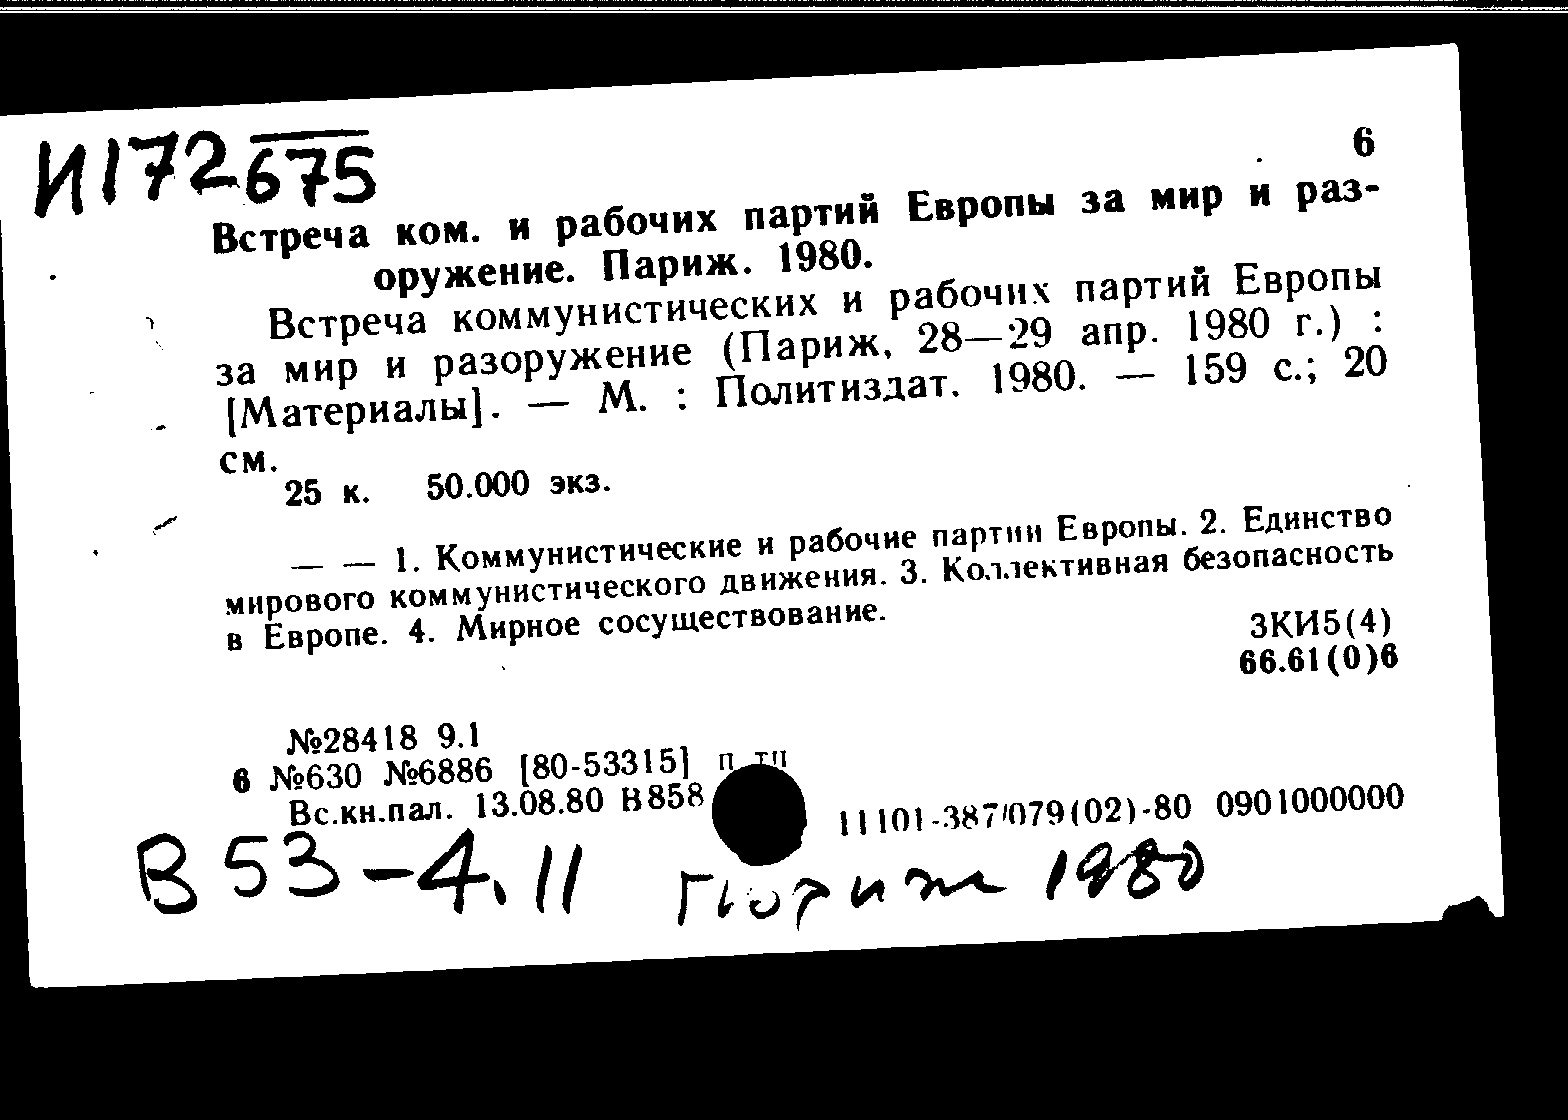 И172675
6
Встреча ком. и рабочих партий Европы за мир и раз-
оружение. Париж. 1980.
Встреча коммунистических и рабочих партий Европы
за мир и разоружение (Париж, 28—29 апр. 1980 г.) :
[Материалы]. — М. : Политиздат, 1980. — 159 с.; 20
см.
25 к. 50.000 экз.
— — 1. Коммунистические и рабочие партии Европы. 2. Единство
мирового коммунистического движения. 3. Коллективная безопасность
в Европе. 4. Мирное сосуществование.
3КИ5(4)
66.61(0)6
№28418 9.1
6 №630 №6886 [80-53315] п
Вс.кн.пал. 13.08.80 В858
11101-387/079(02)-80 0901000000
В 53-4.11 Париж 1980